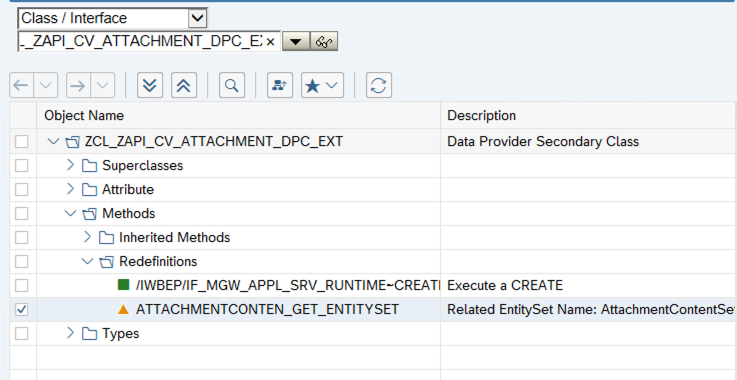 Class / Interface
_ZAPI_CV_ATTACHMENT_DPC_E
Object Name Description
ZCL_ZAPI_CV_ATTACHMENT_DPC_EXT Data Provider Secondary Class
Superclasses
Attribute
Methods
Inherited Methods
Redefinitions
/IWBEP/IF_MGW_APPL_SRV_RUNTIME~CREATI Execute a CREATE
ATTACHMENTCONTEN_GET_ENTITYSET Related EntitySet Name: AttachmentContentSe
Types